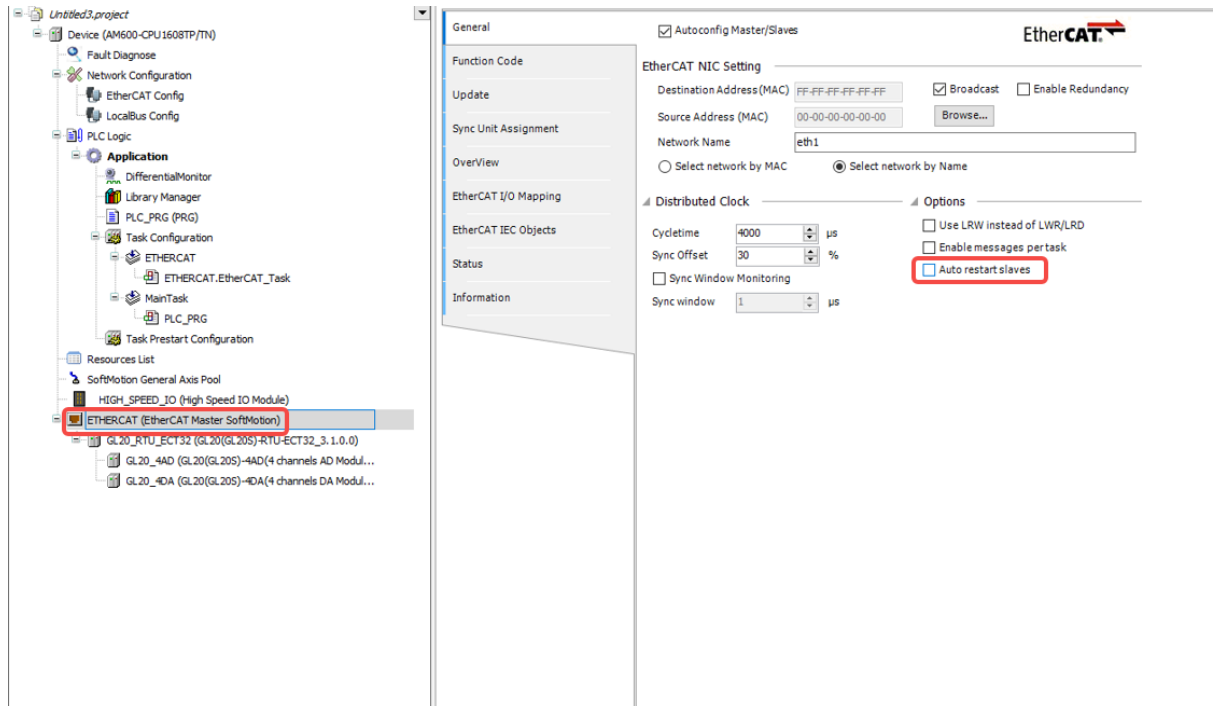 Untitled3.project
Device (AM600-CPU1608TP/TN)
Fault Diagnose
Network Configuration
EtherCAT Config
LocalBus Config
PLC Logic
Application
DifferentialMonitor
Library Manager
PLC_PRG (PRG)
Task Configuration
ETHERCAT
ETHERCAT.EtherCAT_Task
MainTask
PLC_PRG
Task Prestart Configuration
Resources List
SoftMotion General Axis Pool
HIGH_SPEED_IO (High Speed IO Module)
ETHERCAT (EtherCAT Master SoftMotion)
GL20_RTU_ECT32 (GL20(GL20S)-RTU-ECT32_3.1.0.0)
GL20_4AD (GL20(GL20S)-4AD(4 channels AD Modul...
GL20_4DA (GL20(GL20S)-4DA(4 channels DA Modul...
General
Function Code
Update
Sync Unit Assignment
OverView
EtherCAT I/O Mapping
EtherCAT IEC Objects
Status
Information
Autoconfig Master/Slaves
EtherCAT.
EtherCAT NIC Setting
Destination Address (MAC) FF-FF-FF-FF-FF-FF Broadcast Enable Redundancy
Source Address (MAC) 00-00-00-00-00-00 Browse...
Network Name eth1
Select network by MAC Select network by Name
Distributed Clock
Cycletime 4000 µs
Sync Offset 30 %
Sync Window Monitoring
Sync window 1 µs
Options
Use LRW instead of LWR/LRD
Enable messages per task
Auto restart slaves